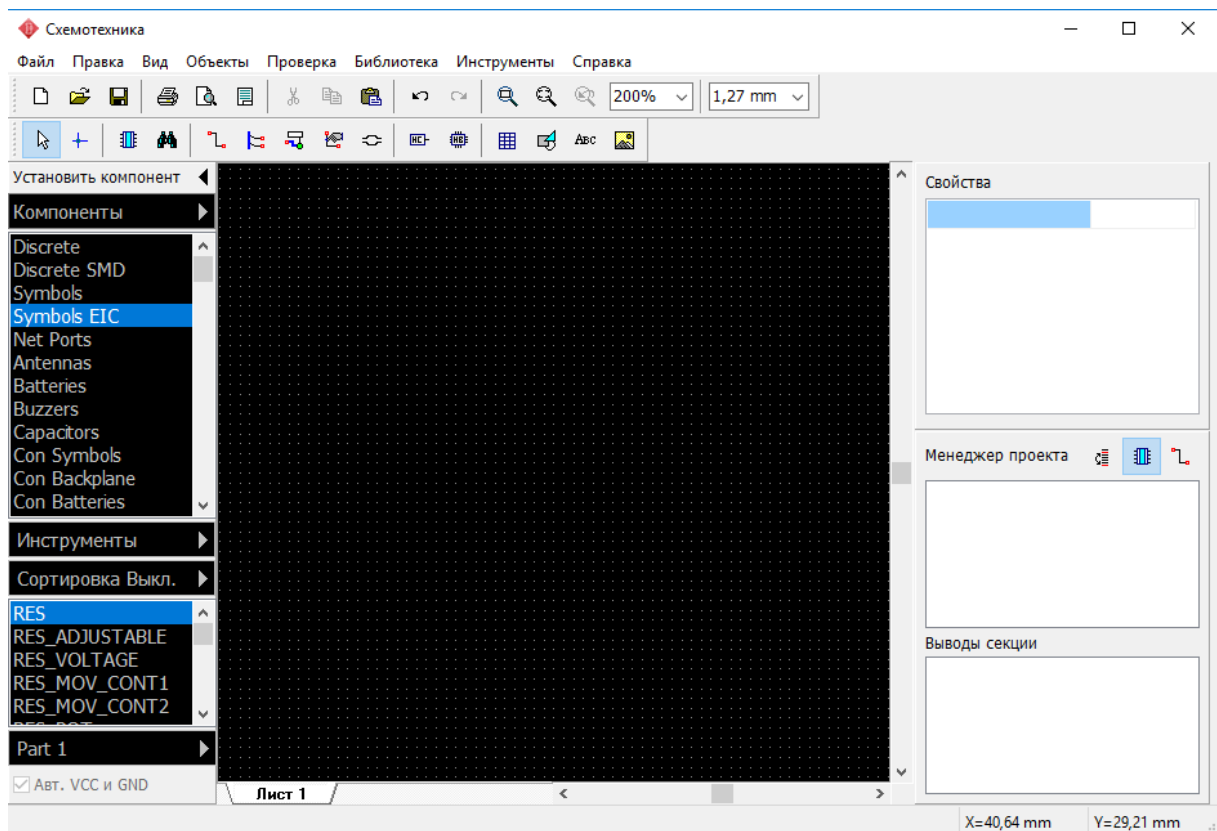 Схемотехника
Файл Правка Вид Объекты Проверка Библиотека Инструменты Справка
200% 1,27 mm
ABC
Установить компонент
Компоненты
Discrete
Discrete SMD
Symbols
Symbols EIC
Net Ports
Antennas
Batteries
Buzzers
Capacitors
Con Symbols
Con Backplane
Con Batteries
Инструменты
Сортировка Выкл.
RES
RES_ADJUSTABLE
RES_VOLTAGE
RES_MOV_CONT1
RES_MOV_CONT2
Part 1
Авт. VCC и GND
Лист 1
Свойства
Менеджер проекта
Выводы секции
X=40,64 mm Y=29,21 mm